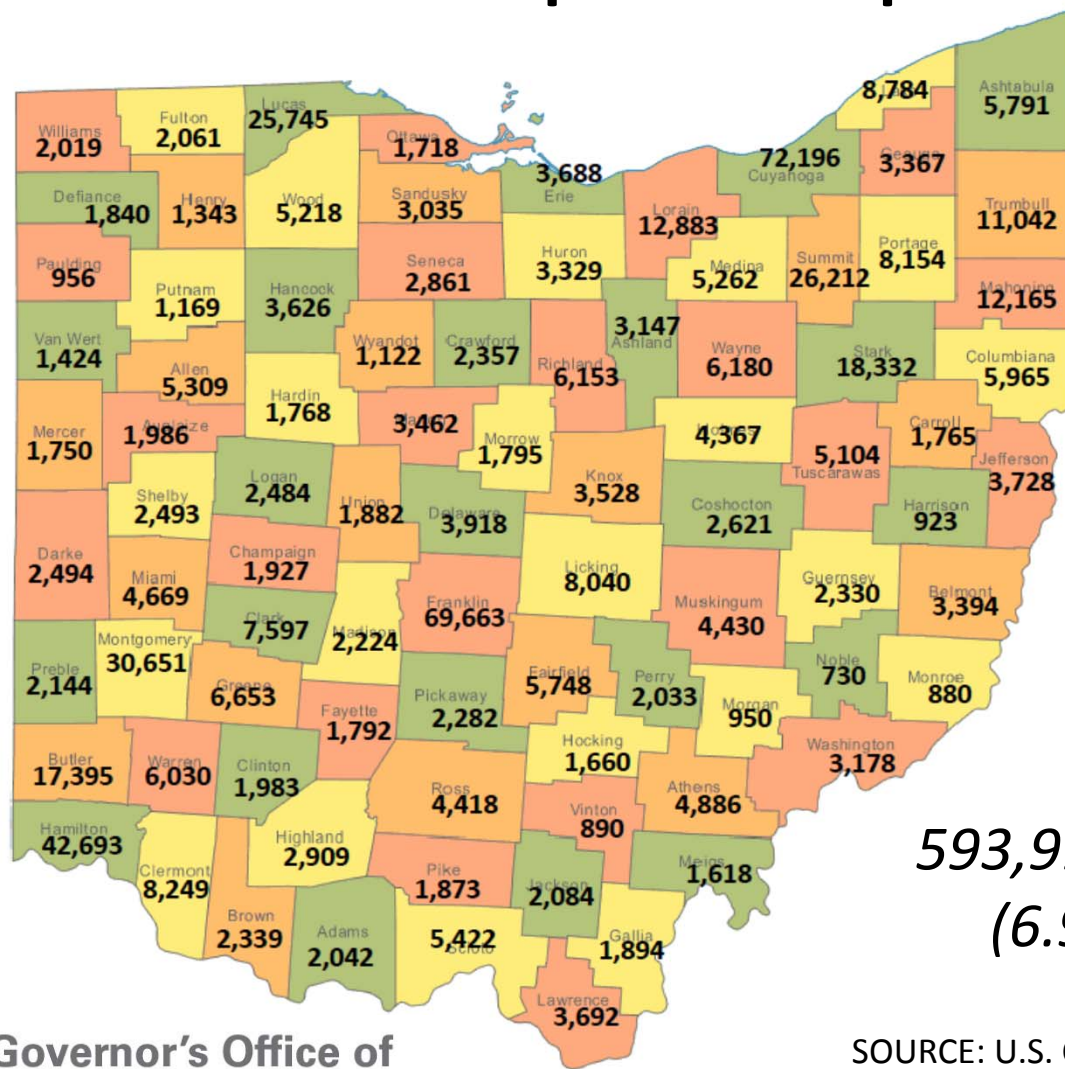 8,784
Ashtabula
5,791
Lucas
25,745
Fulton
2,061
Williams
2,019
Ottawa
1,718
72,196
Cuyahoga
Geauga
3,367
3,688
Erie
Defiance
1,840
Henry
1,343
Wood
5,218
Sandusky
3,035
Lorain
12,883
Trumbull
11,042
Portage
8,154
Paulding
956
Putnam
1,169
Hancock
3,626
Seneca
2,861
Huron
3,329
Medina
5,262
Summit
26,212
Mahoning
12,165
Van Wert
1,424
Allen
5,309
Wyandot
1,122
Crawford
2,357
Richland
6,153
3,147
Ashland
Wayne
6,180
Stark
18,332
Columbiana
5,965
Hardin
1,768
Mercer
1,750
Auglaize
1,986
3,462
Morrow
1,795
4,367
5,104
Tuscarawas
Carroll
1,765
Jefferson
3,728
Shelby
2,493
Logan
2,484
Union
1,882
Delaware
3,918
Knox
3,528
Coshocton
2,621
Harrison
923
Darke
2,494
Miami
4,669
Champaign
1,927
Licking
8,040
Guernsey
2,330
Belmont
3,394
Clark
7,597
Madison
2,224
Franklin
69,663
Muskingum
4,430
Preble
2,144
Montgomery
30,651
Greene
6,653
Fayette
1,792
Pickaway
2,282
Fairfield
5,748
Perry
2,033
Morgan
950
Noble
730
Monroe
880
Butler
17,395
Warren
6,030
Clinton
1,983
Ross
4,418
Hocking
1,660
Athens
4,886
Washington
3,178
Vinton
890
Hamilton
42,693
Clermont
8,249
Highland
2,909
Pike
1,873
Jackson
2,084
Meigs
1,618
Brown
2,339
Adams
2,042
5,422
Scioto
Gallia
1,894
Lawrence
3,692
593,9
(6.9
Governor's Office of
SOURCE: U.S.